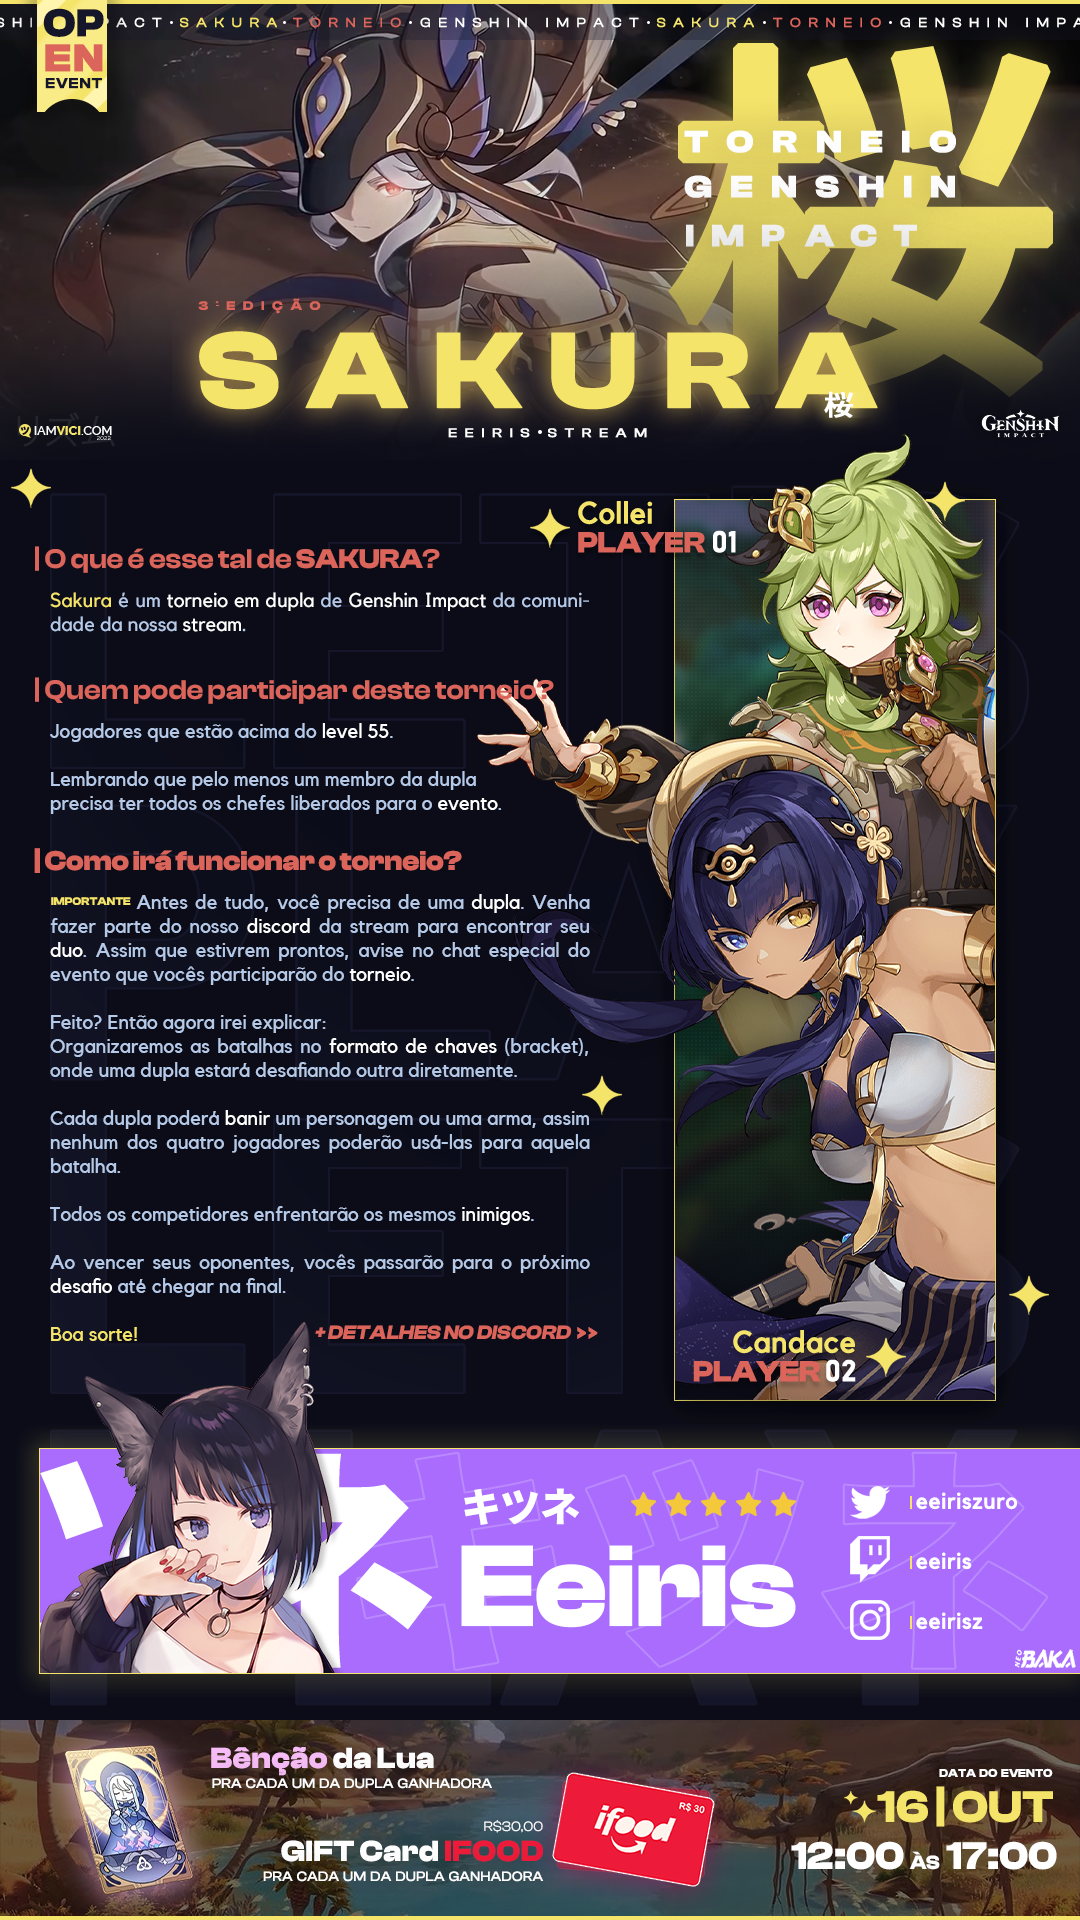 ACT•SAKURA•TORNEIO•GENSHIN IMPACT•SAKURA•TORNEIO•GENSHIN IMPA
OP
EN
EVENT
桜
TORNEIO
GENSHIN
IMPACT
3ª EDIÇÃO
SAKURA
桜
リズム
IAMVICI.COM
2022
EEIRIS•STREAM
GENSHIN
IMPACT
Collei
PLAYER 01
O que é esse tal de SAKURA?
Sakura é um torneio em dupla de Genshin Impact da comuni-
dade da nossa stream.
Quem pode participar deste torneio?
Jogadores que estão acima do level 55.
Lembrando que pelo menos um membro da dupla
precisa ter todos os chefes liberados para o evento.
Como irá funcionar o torneio?
IMPORTANTE Antes de tudo, você precisa de uma dupla. Venha
fazer parte do nosso discord da stream para encontrar seu
duo. Assim que estivrem prontos, avise no chat especial do
evento que vocês participarão do torneio.
Feito? Então agora irei explicar:
Organizaremos as batalhas no formato de chaves (bracket),
onde uma dupla estará desafiando outra diretamente.
Cada dupla poderá banir um personagem ou uma arma, assim
nenhum dos quatro jogadores poderão usá-las para aquela
batalha.
Todos os competidores enfrentarão os mesmos inimigos.
Ao vencer seus oponentes, vocês passarão para o próximo
desafio até chegar na final.
Boa sorte!
+ DETALHES NO DISCORD >>
Candace
PLAYER 02
キツネ
Eeiris
eeiriszuro
eeiris
eeirisz
NEO BAKA
Bênção da Lua
PRA CADA UM DA DUPLA GANHADORA
R$30,00
GIFT Card IFOOD
PRA CADA UM DA DUPLA GANHADORA
R$ 30
ifood
DATA DO EVENTO
16 | OUT
12:00 ÀS 17:00